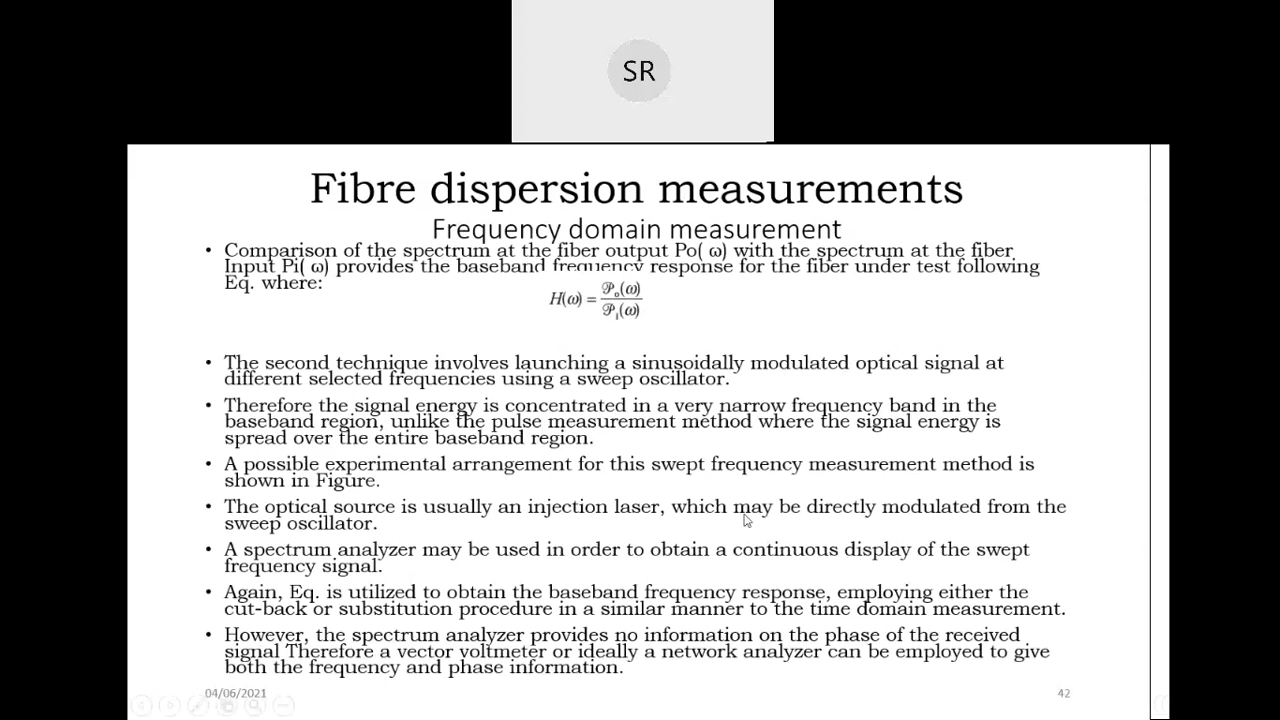 SR
Fibre dispersion measurements
Frequency domain measurement
• Comparison of the spectrum at the fiber output Po( ω) with the spectrum at the fiber
Input Pi( ω) provides the baseband frequency response for the fiber under test following
Eq. where:
H(ω) = 𝒫o(ω) / 𝒫i(ω)
• The second technique involves launching a sinusoidally modulated optical signal at
different selected frequencies using a sweep oscillator.
• Therefore the signal energy is concentrated in a very narrow frequency band in the
baseband region, unlike the pulse measurement method where the signal energy is
spread over the entire baseband region.
• A possible experimental arrangement for this swept frequency measurement method is
shown in Figure.
• The optical source is usually an injection laser, which may be directly modulated from the
sweep oscillator.
• A spectrum analyzer may be used in order to obtain a continuous display of the swept
frequency signal.
• Again, Eq. is utilized to obtain the baseband frequency response, employing either the
cut-back or substitution procedure in a similar manner to the time domain measurement.
• However, the spectrum analyzer provides no information on the phase of the received
signal Therefore a vector voltmeter or ideally a network analyzer can be employed to give
both the frequency and phase information.
04/06/2021
42